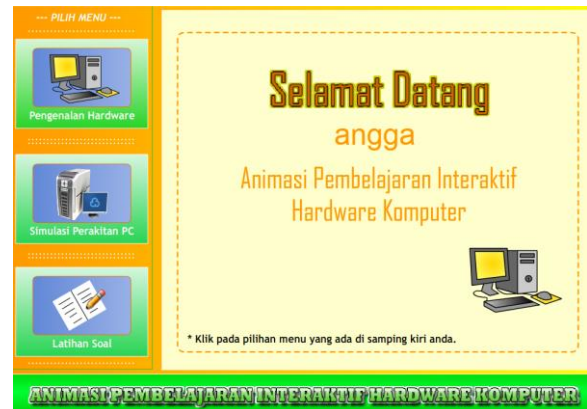 --- PILIH MENU ---
Pengenalan Hardware
Simulasi Perakitan PC
Latihan Soal
Selamat Datang
angga
Animasi Pembelajaran Interaktif
Hardware Komputer
* Klik pada pilihan menu yang ada di samping kiri anda.
ANIMASI PEMBELAJARAN INTERAKTIF HARDWARE KOMPUTER